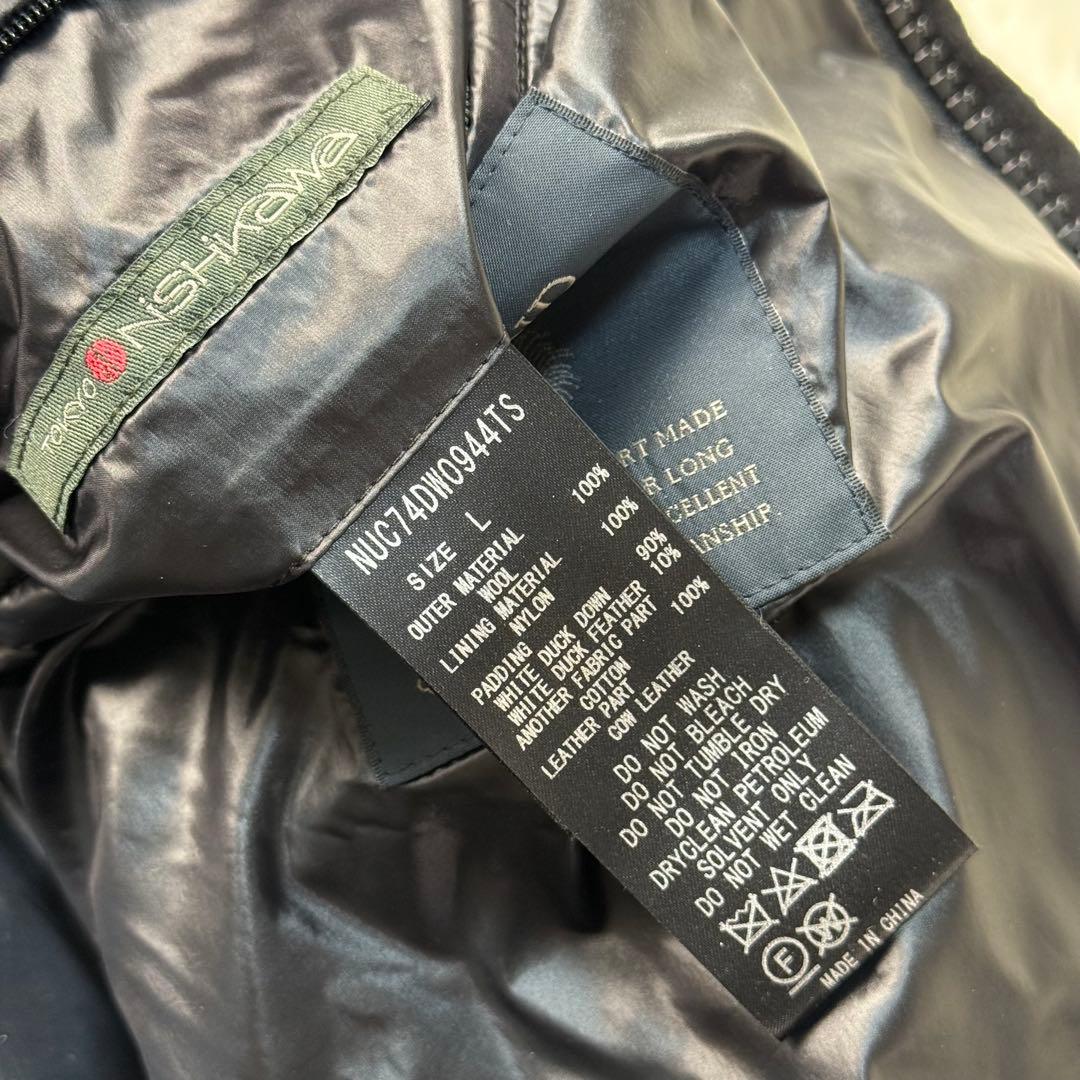 TOKYO NiSHiKAWa
RT MADE
R LONG
CELLENT
ANSHIP.
NUC74DW0944TS
SIZE L
OUTER MATERIAL
WOOL 100%
LINING MATERIAL
NYLON 100%
PADDING
WHITE DUCK DOWN 90%
WHITE DUCK FEATHER 10%
ANOTHER FABRIC PART
COTTON 100%
LEATHER PART
COW LEATHER
DO NOT WASH
DO NOT BLEACH
DO NOT TUMBLE DRY
DO NOT IRON
DRYCLEAN PETROLEUM
SOLVENT ONLY
DO NOT WET CLEAN
F W
MADE IN CHINA